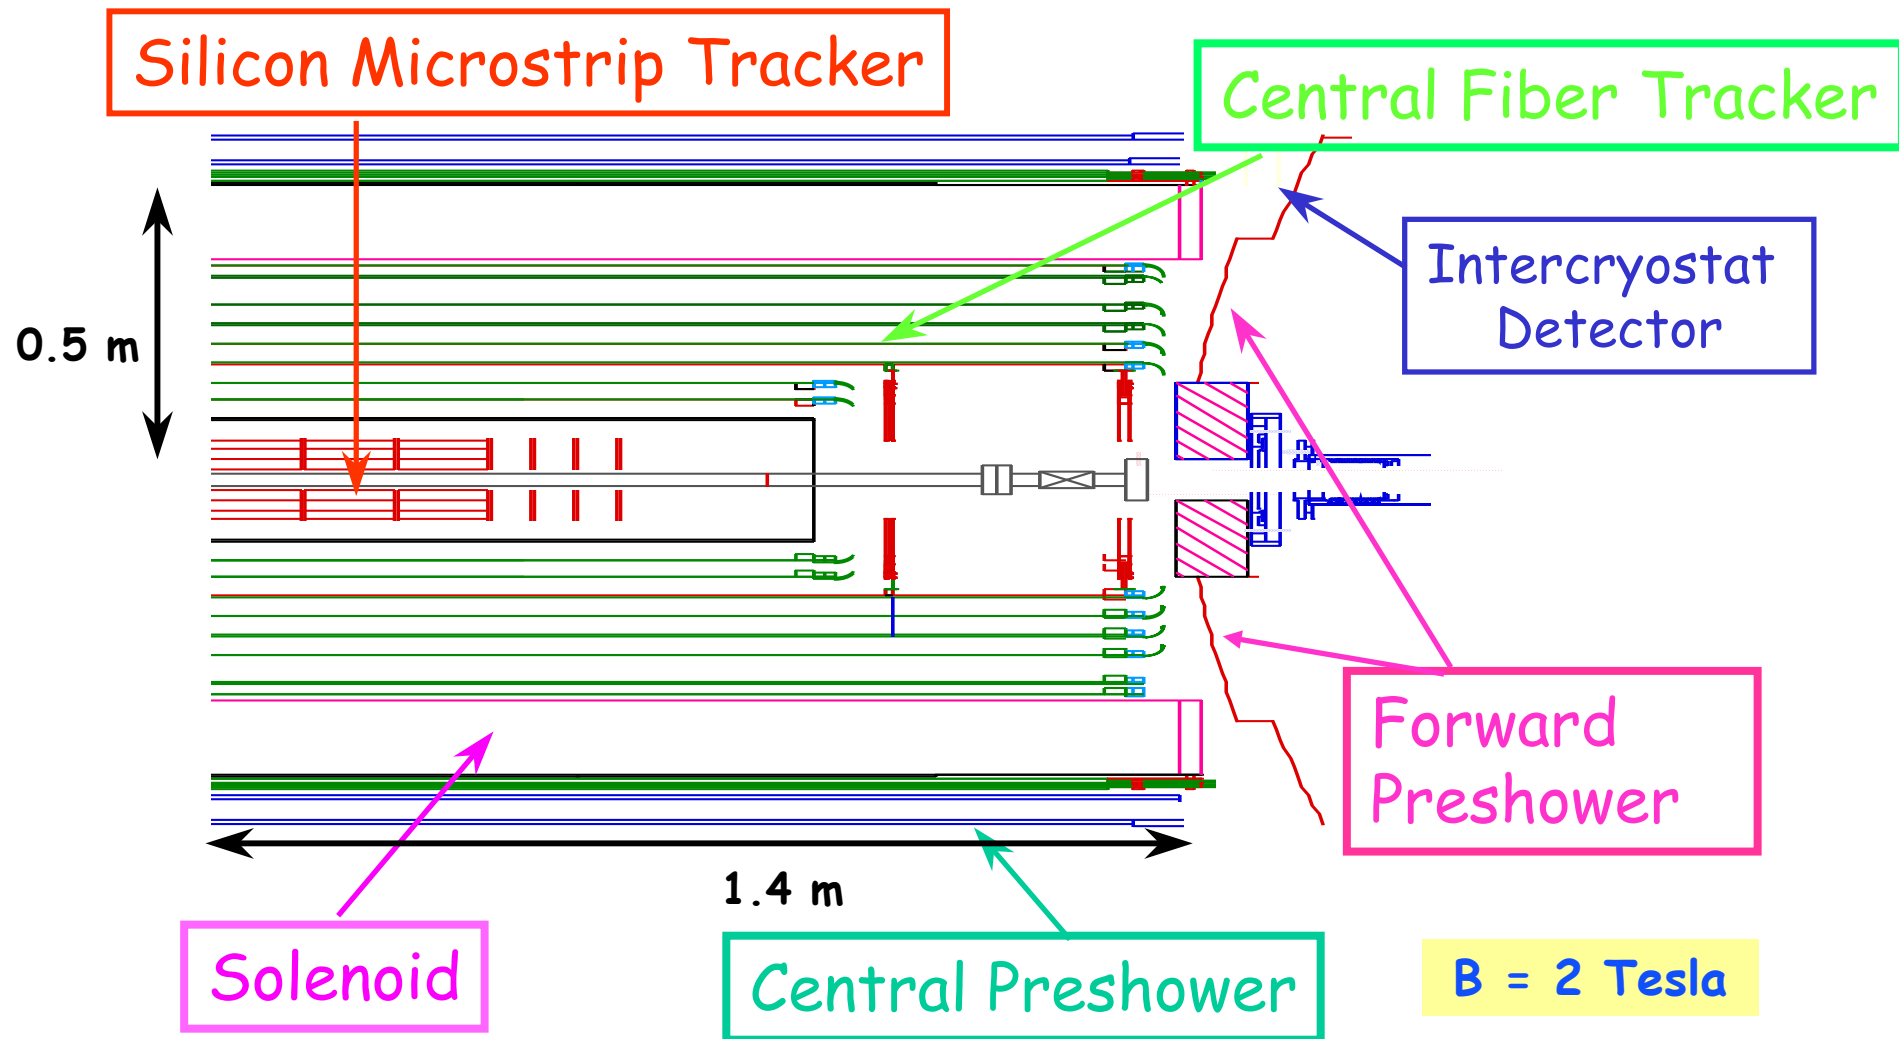 Silicon Microstrip Tracker
Central Fiber Tracker
Intercryostat
Detector
0.5 m
Forward
Preshower
1.4 m
Solenoid
Central Preshower
B = 2 Tesla